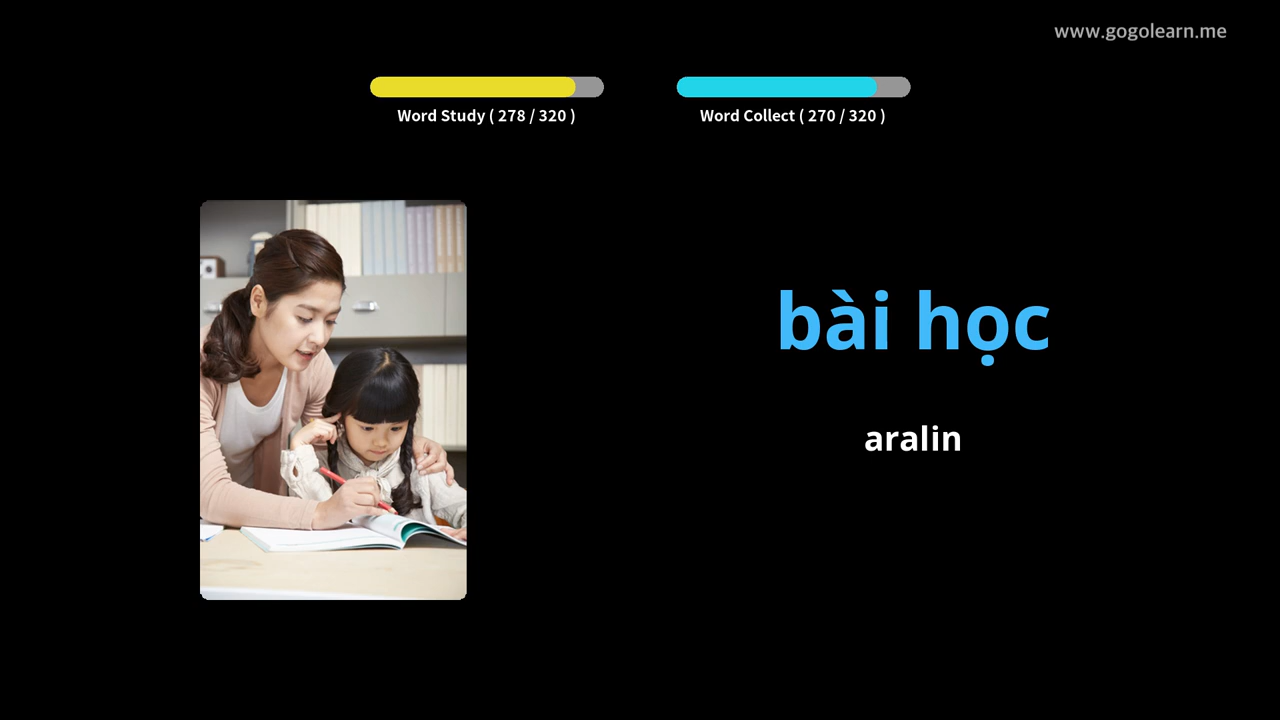 www.gogolearn.me
Word Study ( 278 / 320 )
Word Collect ( 270 / 320 )
bài học
aralin